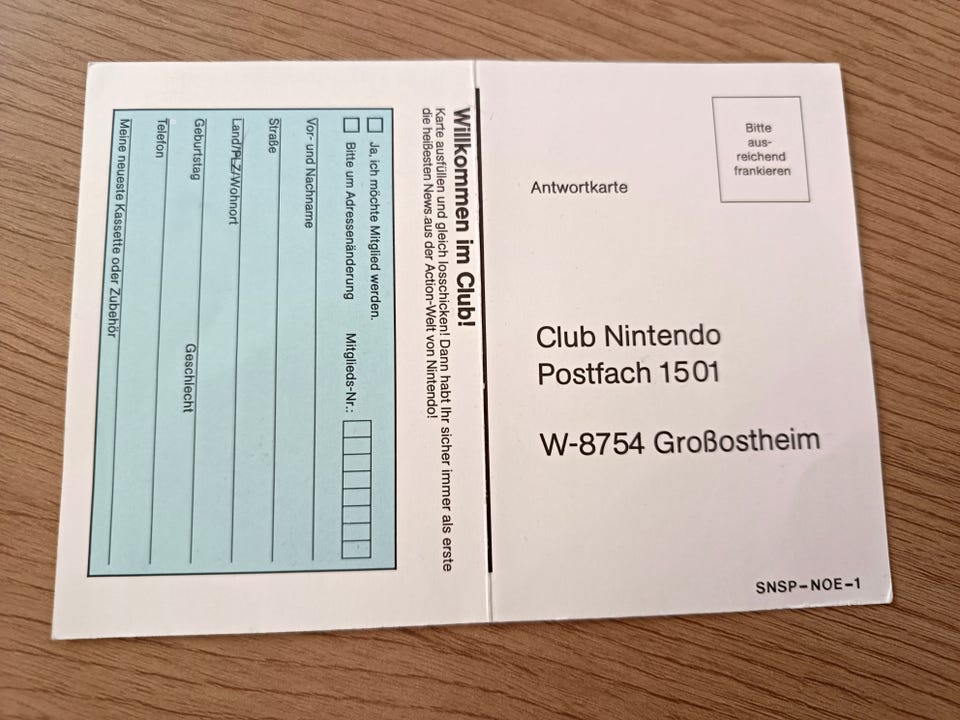 Willkommen im Club!
Karte ausfüllen und gleich losschicken! Dann habt Ihr sicher immer als erste
die heißesten News aus der Action-Welt von Nintendo!
Ja, ich möchte Mitglied werden.
Bitte um Adressenänderung Mitglieds-Nr.:
Vor- und Nachname
Straße
Land/PLZ/Wohnort
Geburtstag Geschlecht
Telefon
Meine neueste Kassette oder Zubehör
Bitte
aus-
reichend
frankieren
Antwortkarte
Club Nintendo
Postfach 1501
W-8754 Großostheim
SNSP-NOE-1